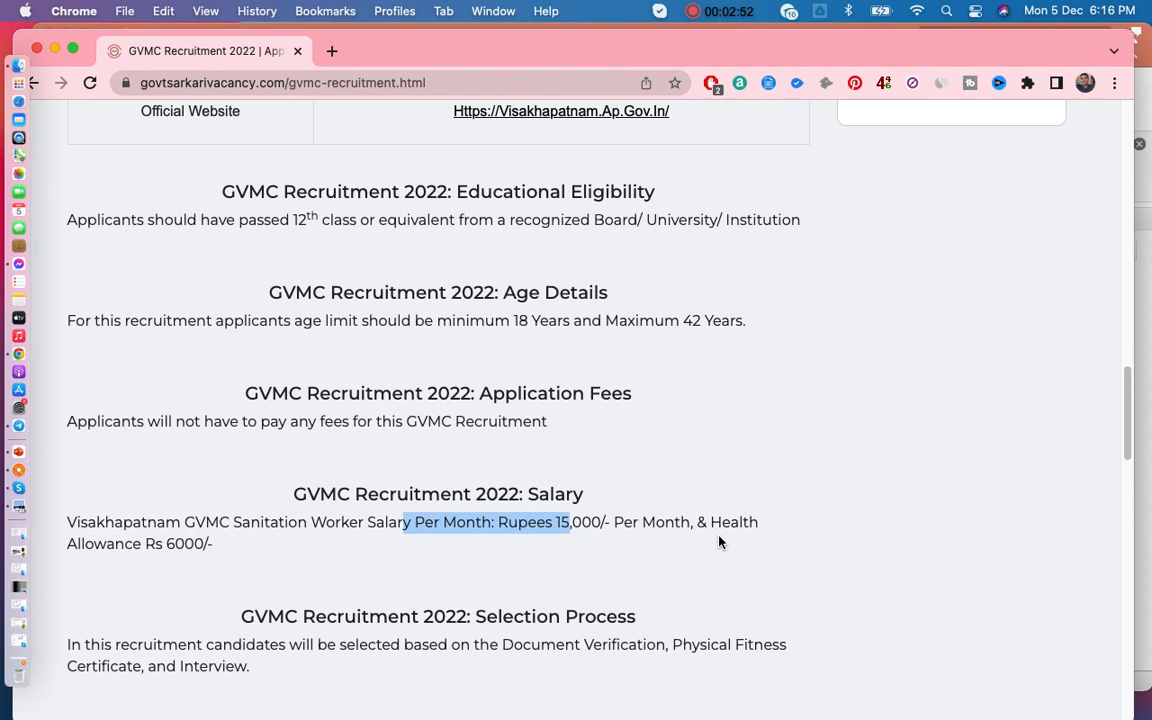 Chrome File Edit View History Bookmarks Profiles Tab Window Help 00:02:52 10 Mon 5 Dec 6:16 PM
GVMC Recruitment 2022 | App
govtsarkarivacancy.com/gvmc-recruitment.html
Official Website Https://Visakhapatnam.Ap.Gov.In/
GVMC Recruitment 2022: Educational Eligibility
Applicants should have passed 12th class or equivalent from a recognized Board/ University/ Institution
GVMC Recruitment 2022: Age Details
For this recruitment applicants age limit should be minimum 18 Years and Maximum 42 Years.
GVMC Recruitment 2022: Application Fees
Applicants will not have to pay any fees for this GVMC Recruitment
GVMC Recruitment 2022: Salary
Visakhapatnam GVMC Sanitation Worker Salary Per Month: Rupees 15,000/- Per Month, & Health
Allowance Rs 6000/-
GVMC Recruitment 2022: Selection Process
In this recruitment candidates will be selected based on the Document Verification, Physical Fitness
Certificate, and Interview.